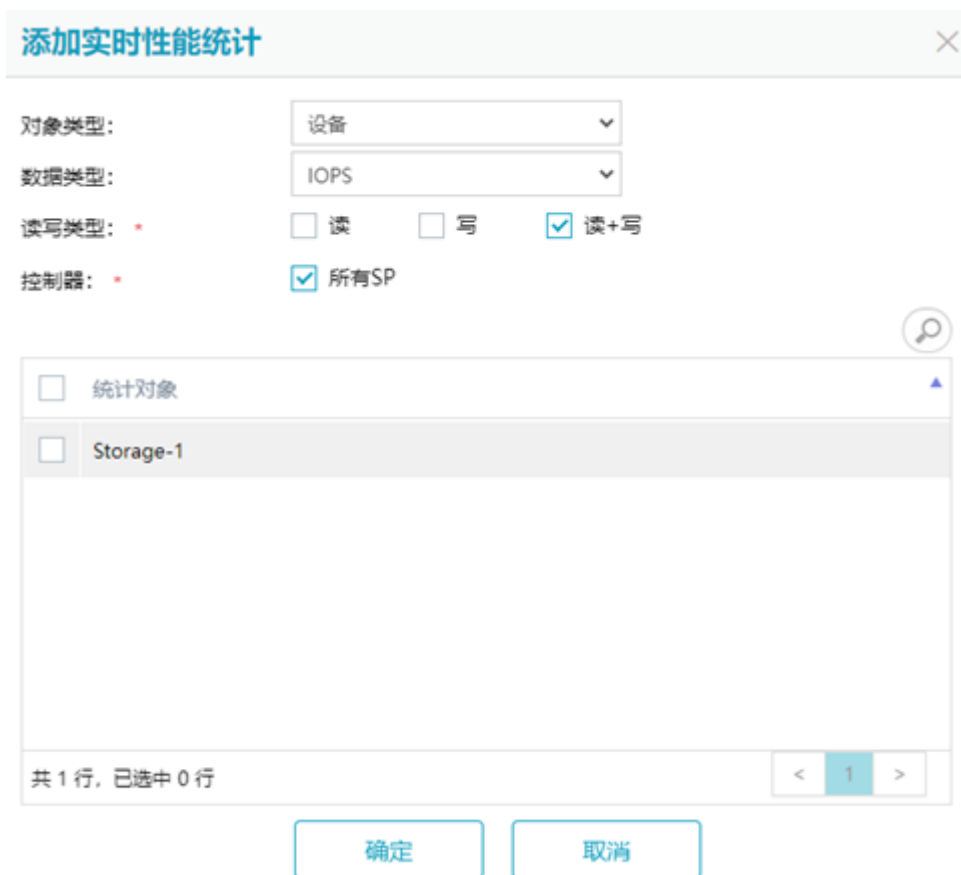 添加实时性能统计
对象类型: 设备
数据类型: IOPS
读写类型: * 读 写 读+写
控制器: * 所有SP
统计对象
Storage-1
共 1 行, 已选中 0 行 < 1 >
确定 取消